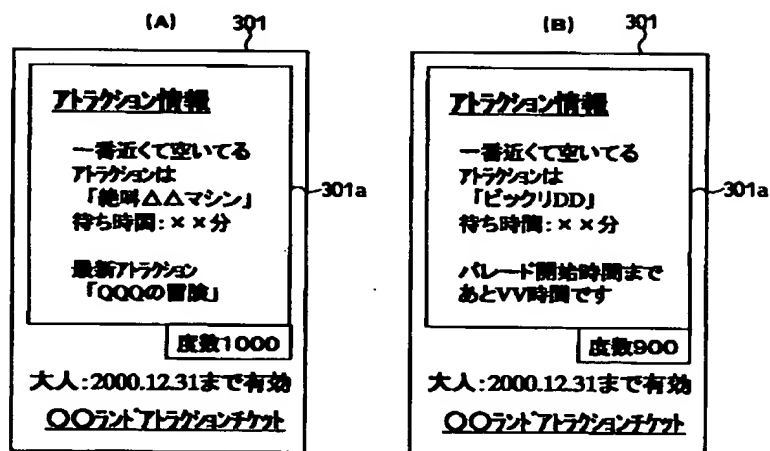 (A) 301
アトラクション情報
一番近くて空いてる
アトラクションは
「絶叫△△マシン」
待ち時間:××分
最新アトラクション
「QQQの冒険」
度数1000
大人:2000.12.31まで有効
〇〇ランドアトラクションチケット
301a
(B) 301
アトラクション情報
一番近くて空いてる
アトラクションは
「ビックリDD」
待ち時間:××分
パレード開始時間まで
あとVV時間です
度数900
大人:2000.12.31まで有効
〇〇ランドアトラクションチケット
301a